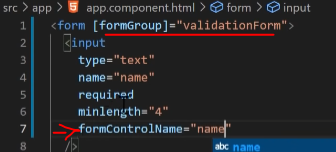 src > app > app.component.html > form > input
1 <form [formGroup]="validationForm">
2 <input
3 type="text"
4 name="name"
5 required
6 minlength="4"
7 formControlName="name"
8 />
abc name